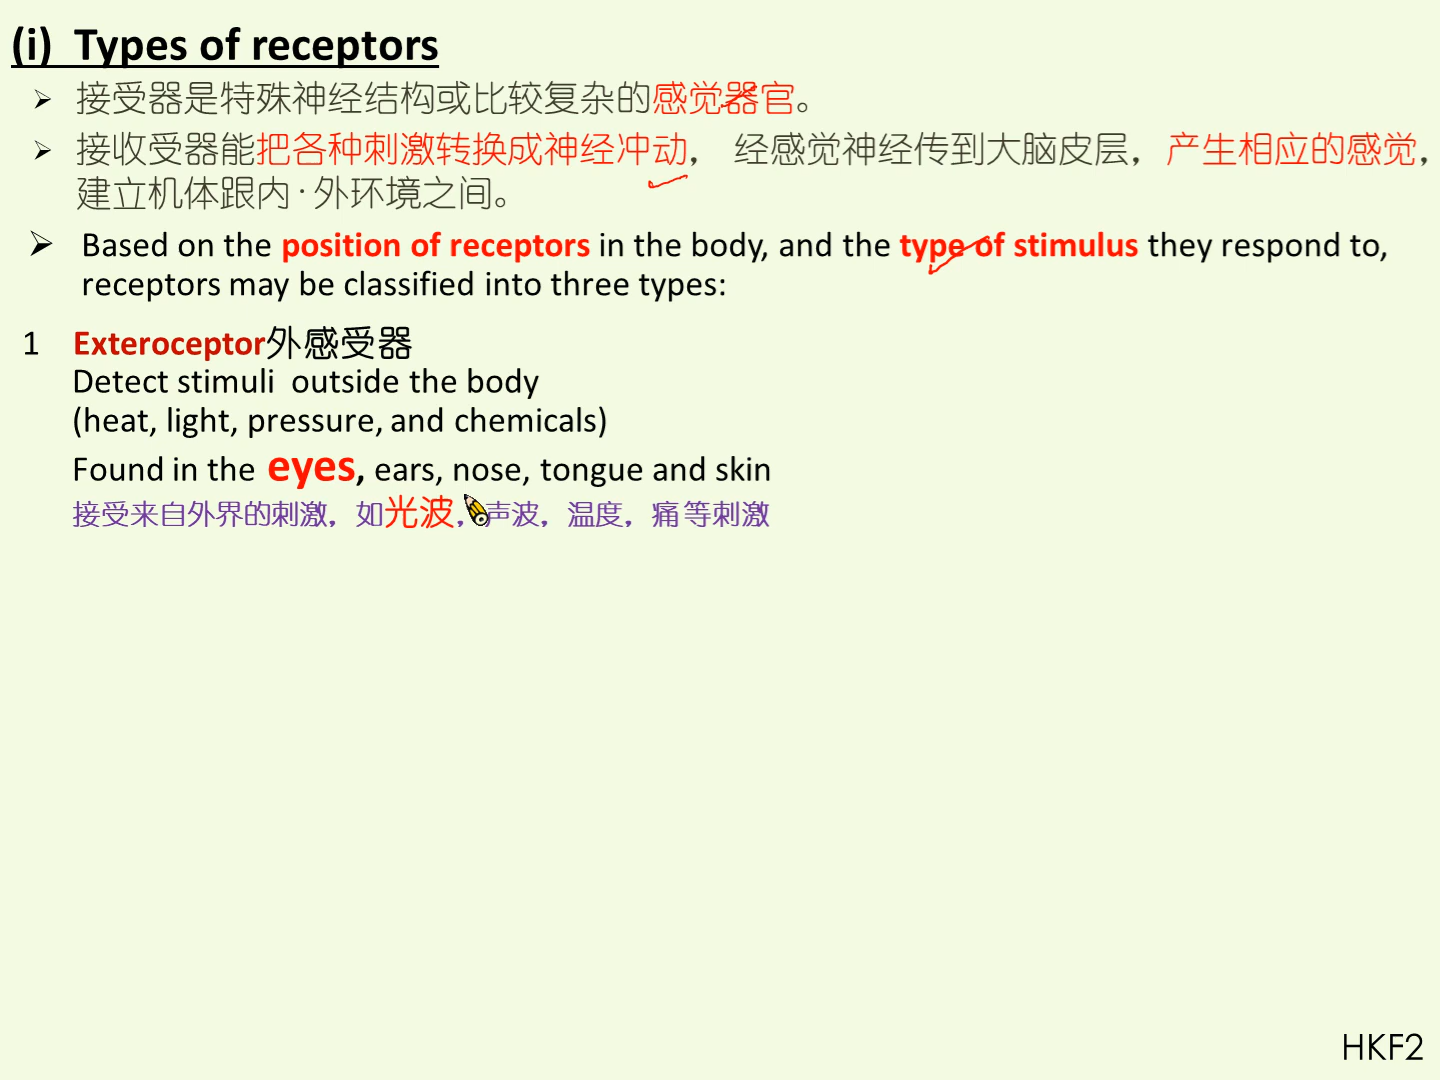 (i) Types of receptors
➢ 接受器是特殊神经结构或比较复杂的感觉器官。
➢ 接收受器能把各种刺激转换成神经冲动， 经感觉神经传到大脑皮层，产生相应的感觉，
建立机体跟内·外环境之间。
➢ Based on the position of receptors in the body, and the type of stimulus they respond to,
receptors may be classified into three types:
1 Exteroceptor外感受器
Detect stimuli outside the body
(heat, light, pressure, and chemicals)
Found in the eyes, ears, nose, tongue and skin
接受来自外界的刺激，如光波，声波，温度，痛等刺激
HKF2